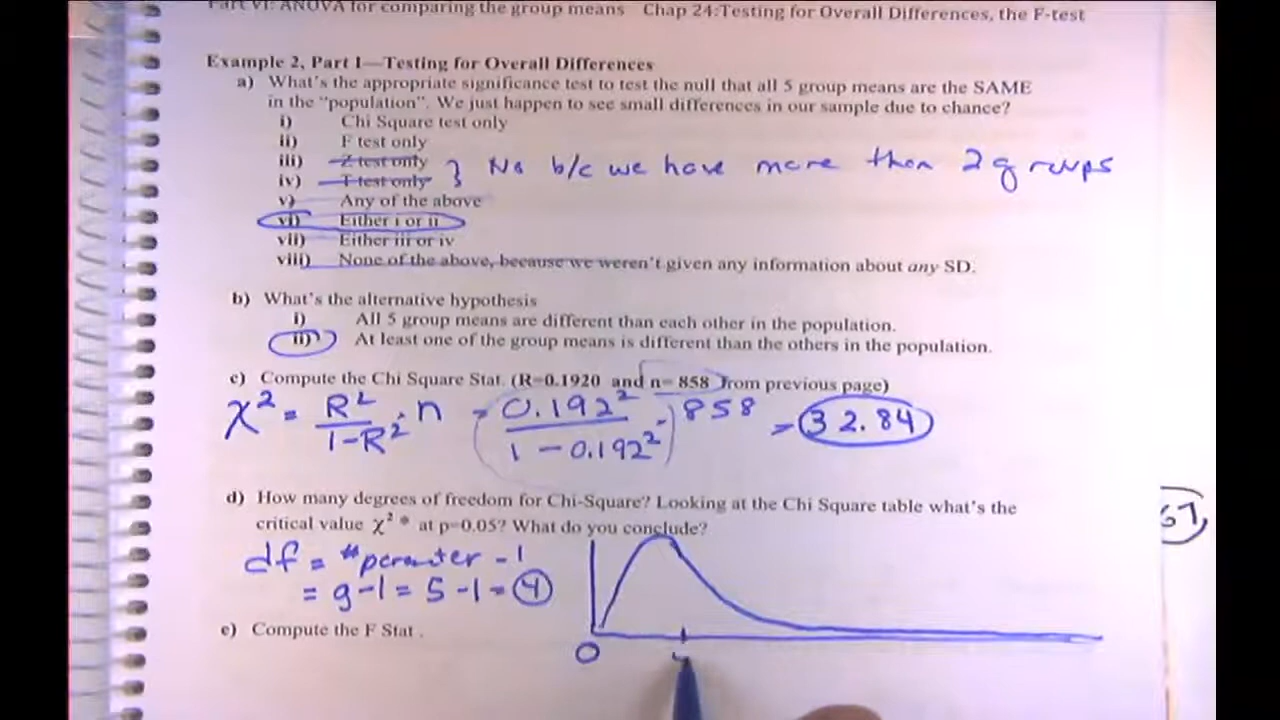 Part VI: ANOVA for comparing the group means Chap 24:Testing for Overall Differences, the F-test
Example 2, Part I—Testing for Overall Differences
a) What's the appropriate significance test to test the null that all 5 group means are the SAME
in the "population". We just happen to see small differences in our sample due to chance?
i) Chi Square test only
ii) F test only
iii) Z test only
iv) T test only } No b/c we have more than 2 groups
v) Any of the above
vi) Either i or ii
vii) Either iii or iv
viii) None of the above, because we weren't given any information about any SD.
b) What's the alternative hypothesis
i) All 5 group means are different than each other in the population.
ii) At least one of the group means is different than the others in the population.
c) Compute the Chi Square Stat. (R=0.1920 and n= 858 from previous page)
χ² = R²/1-R² · n = (0.192²/1 - 0.192²) 858 = 32.84
d) How many degrees of freedom for Chi-Square? Looking at the Chi Square table what's the
critical value χ² * at p=0.05? What do you conclude?
df = #parameter - 1
= g-1 = 5-1 = 4
e) Compute the F Stat .
0